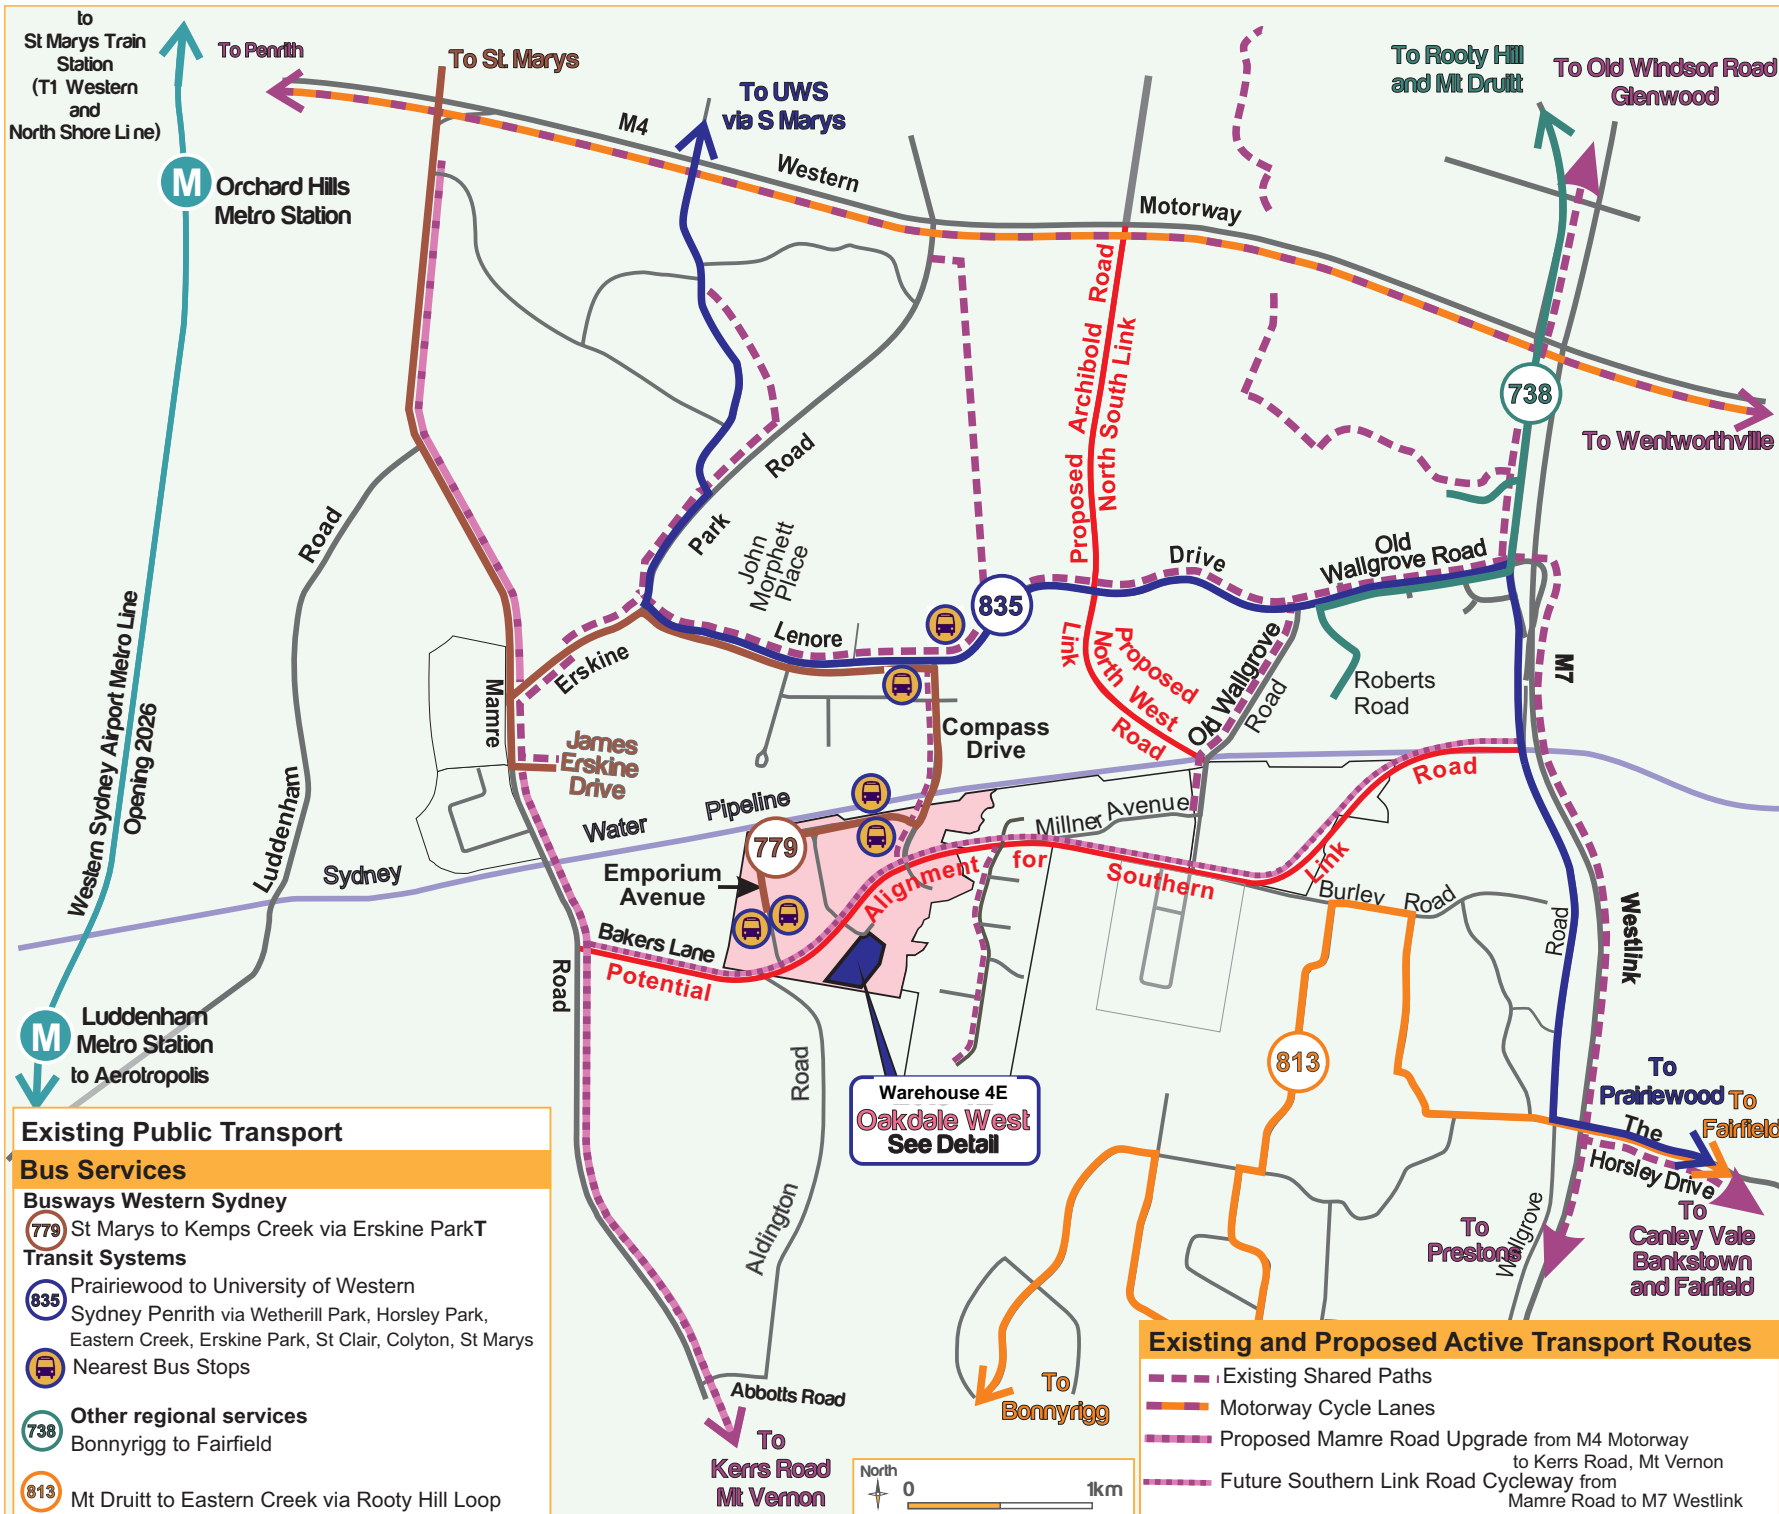 to
St Marys Train
Station
(T1 Western
and
North Shore Line)
To Penrith
To St. Marys
To UWS
via S Marys
To Rooty Hill
and Mt Druitt
To Old Windsor Road
Glenwood
M4
Western
Motorway
M
Orchard Hills
Metro Station
Proposed Archibold Road
North South Link
738
To Wentworthville
Road
Road
Park
John
Morphett
Place
Drive
Old
Wallgrove Road
835
Lenore
Erskine
Mamre
Link
Proposed
North West
Road
Old Wallgrove
Road
Roberts
Road
M7
Compass
Drive
James
Erskine
Drive
Western Sydney Airport Metro Line
Opening 2026
Luddenham
Pipeline
Water
Sydney
Millner Avenue
Road
779
Emporium
Avenue
Alignment for Southern Link
Burley Road
Bakers Lane
Potential
Road
Road
Westlink
M
Luddenham
Metro Station
to Aerotropolis
Road
813
Warehouse 4E
Oakdale West
See Detail
To
Prairiewood
To
Fairfield
The
Horsley Drive
Aldington
To
Prestons
Wallgrove
To
Canley Vale
Bankstown
and Fairfield
Abbotts Road
To
Kerrs Road
Mt Vernon
To
Bonnyrigg
North
0
1km
Existing Public Transport
Bus Services
Busways Western Sydney
779 St Marys to Kemps Creek via Erskine ParkT
Transit Systems
835 Prairiewood to University of Western
Sydney Penrith via Wetherill Park, Horsley Park,
Eastern Creek, Erskine Park, St Clair, Colyton, St Marys
Nearest Bus Stops
Other regional services
738 Bonnyrigg to Fairfield
813 Mt Druitt to Eastern Creek via Rooty Hill Loop
Existing and Proposed Active Transport Routes
Existing Shared Paths
Motorway Cycle Lanes
Proposed Mamre Road Upgrade from M4 Motorway
to Kerrs Road, Mt Vernon
Future Southern Link Road Cycleway from
Mamre Road to M7 Westlink